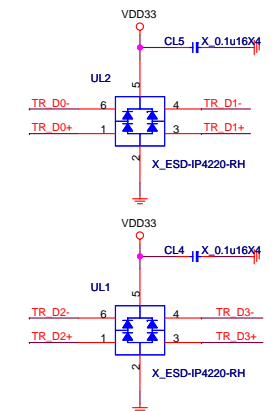 VDD33
CL5 X_0.1u16X4
UL2
5
TR_D0- 6 4 TR_D1-
TR_D0+ 1 3 TR_D1+
2
X_ESD-IP4220-RH
VDD33
CL4 X_0.1u16X4
UL1
5
TR_D2- 6 4 TR_D3-
TR_D2+ 1 3 TR_D3+
2
X_ESD-IP4220-RH